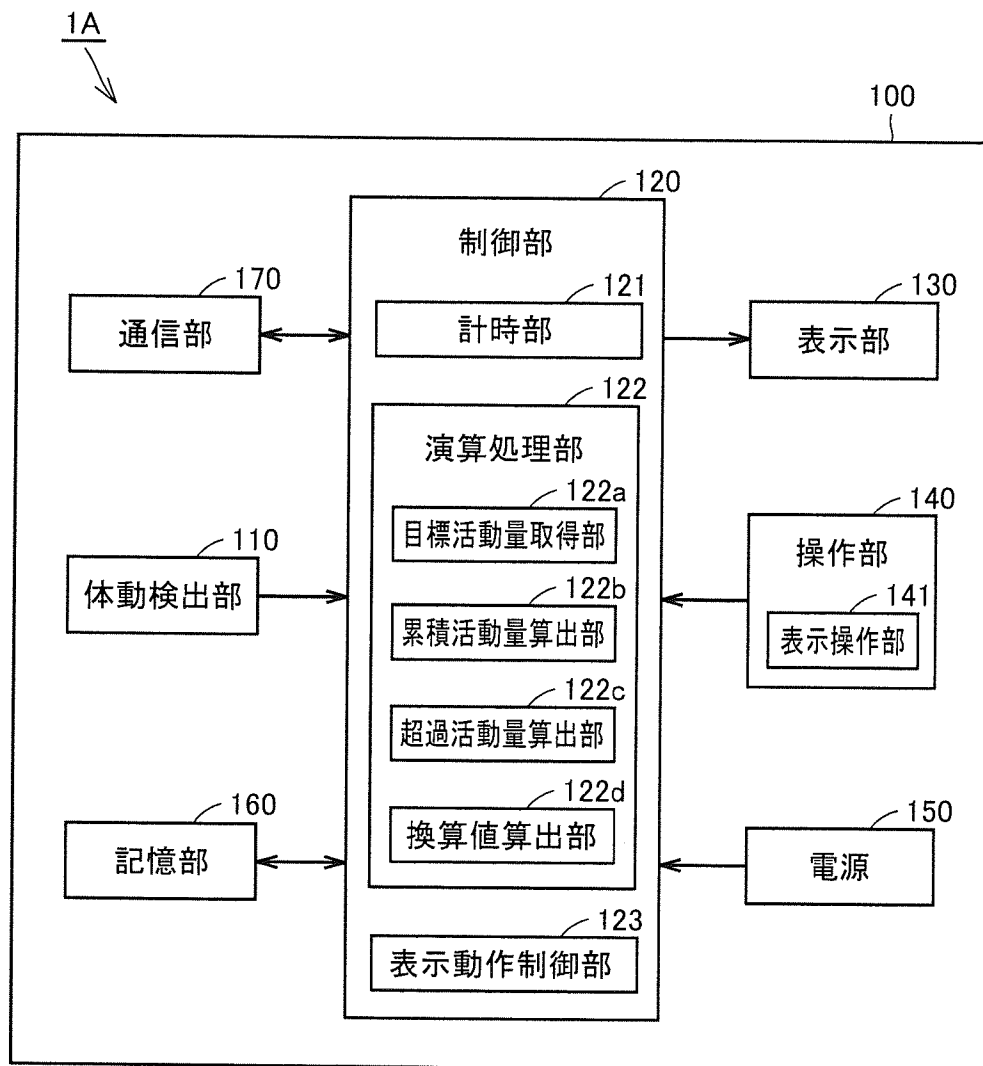 1A
100
120
制御部
170
通信部
121
計時部
130
表示部
122
演算処理部
122a
目標活動量取得部
110
体動検出部
122b
累積活動量算出部
140
操作部
141
表示操作部
122c
超過活動量算出部
160
記憶部
122d
換算値算出部
150
電源
123
表示動作制御部